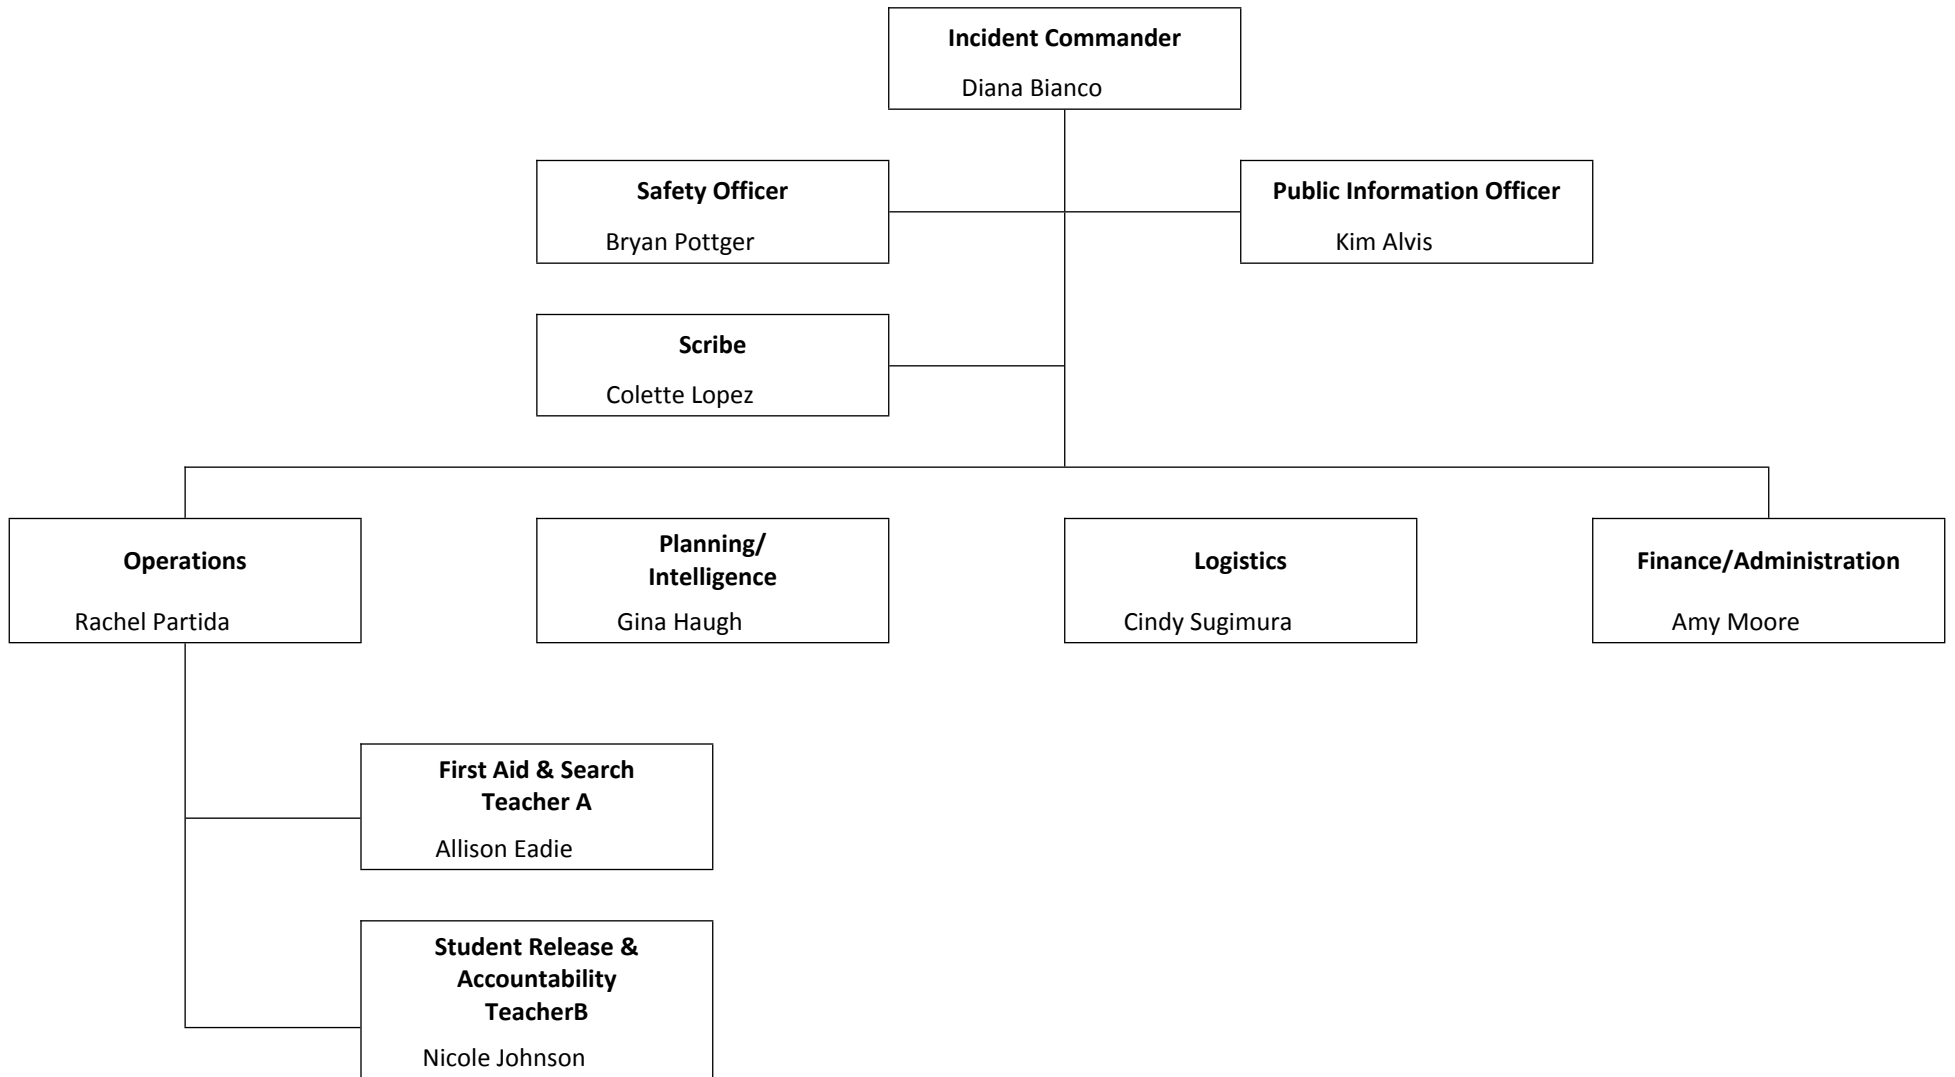 Incident Commander
Diana Bianco
Safety Officer
Bryan Pottger
Public Information Officer
Kim Alvis
Scribe
Colette Lopez
Operations
Rachel Partida
Planning/
Intelligence
Gina Haugh
Logistics
Cindy Sugimura
Finance/Administration
Amy Moore
First Aid & Search
Teacher A
Allison Eadie
Student Release &
Accountability
TeacherB
Nicole Johnson